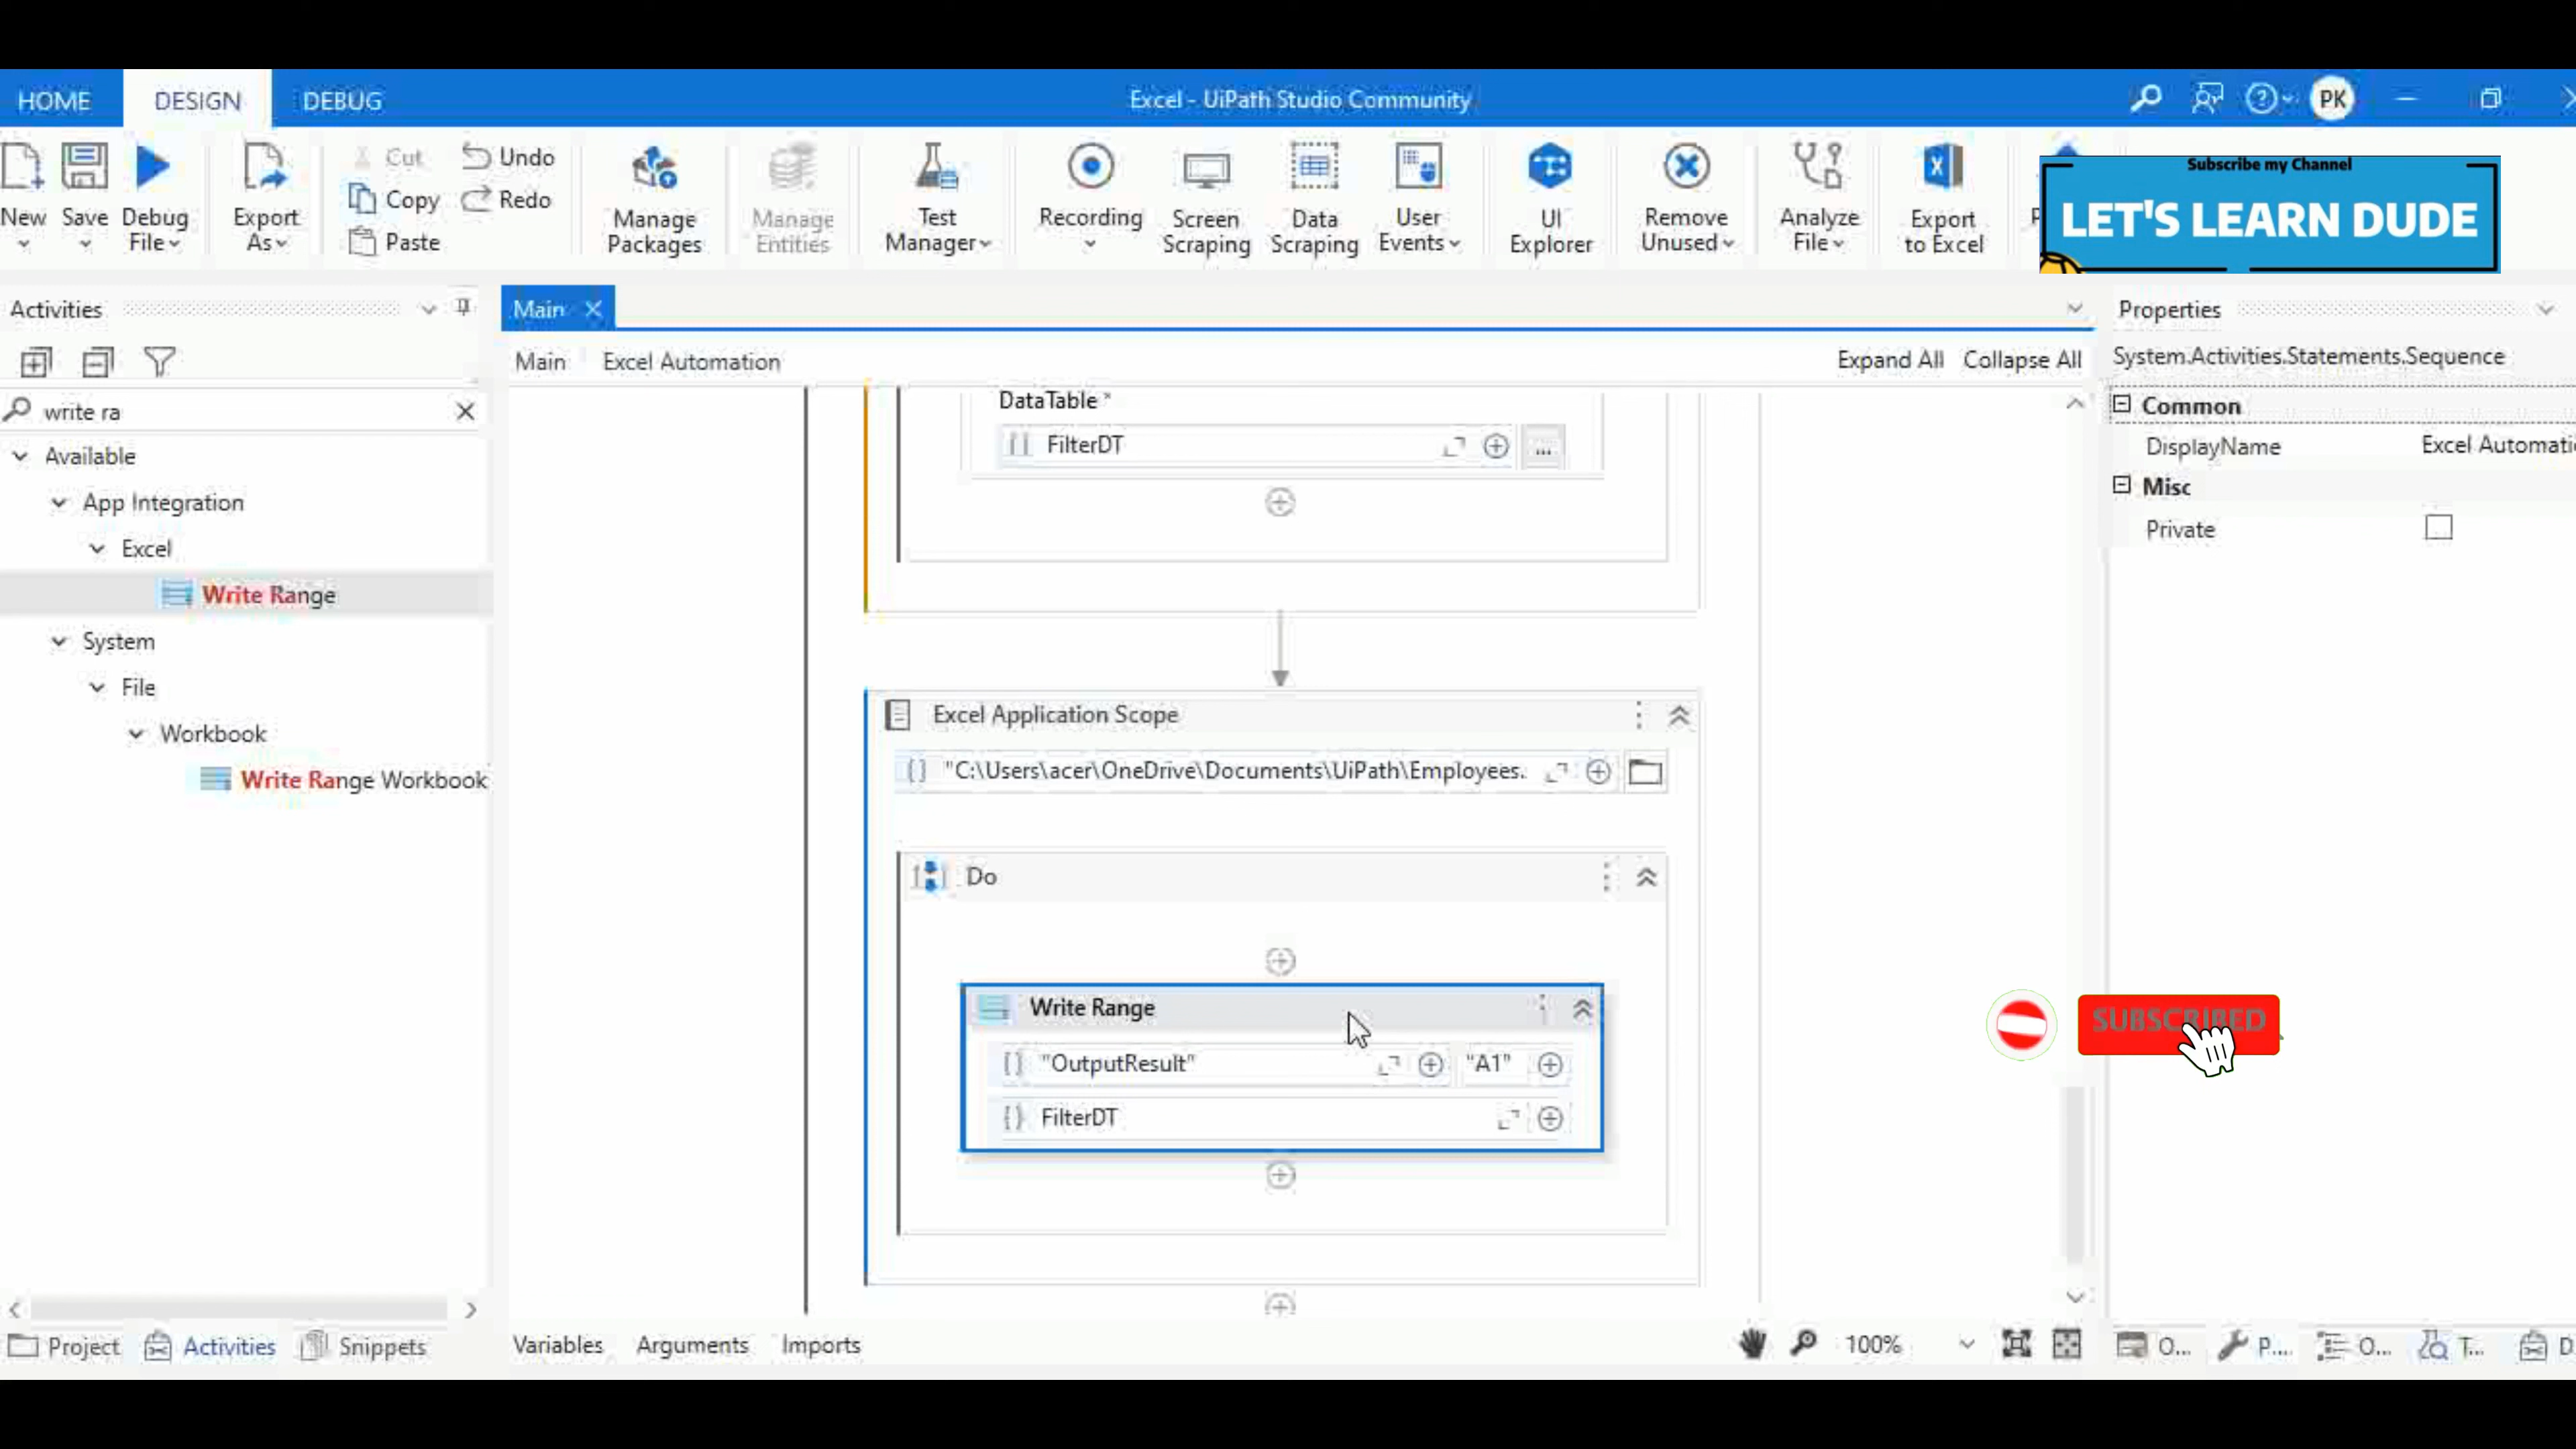 HOME DESIGN DEBUG Excel - UiPath Studio Community PK
New Save Debug File Export As Cut Copy Paste Undo Redo Manage Packages Manage Entities Test Manager Recording Screen Scraping Data Scraping User Events UI Explorer Remove Unused Analyze File Export to Excel
Subscribe my Channel
LET'S LEARN DUDE
Activities
write ra
Available
App Integration
Excel
Write Range
System
File
Workbook
Write Range Workbook
Main
Main Excel Automation Expand All Collapse All
DataTable *
FilterDT ...
Excel Application Scope
"C:\Users\acer\OneDrive\Documents\UiPath\Employees.
Do
Write Range
"OutputResult" "A1"
FilterDT
Properties
System.Activities.Statements.Sequence
Common
DisplayName Excel Automati
Misc
Private
SUBSCRIBED
Project Activities Snippets
Variables Arguments Imports 100%
O... P... O... T... D